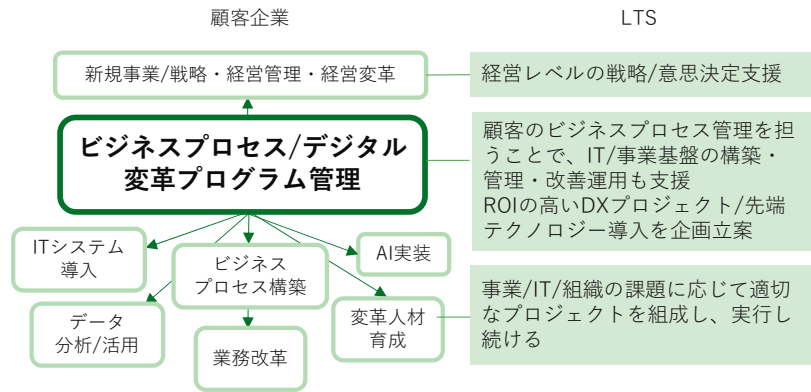 顧客企業
LTS
新規事業/戦略・経営管理・経営変革
経営レベルの戦略/意思決定支援
ビジネスプロセス/デジタル
変革プログラム管理
顧客のビジネスプロセス管理を担
うことで、IT/事業基盤の構築・
管理・改善運用も支援
ROIの高いDXプロジェクト/先端
テクノロジー導入を企画立案
ITシステム
導入
ビジネス
プロセス構築
AI実装
データ
分析/活用
業務改革
変革人材
育成
事業/IT/組織の課題に応じて適切
なプロジェクトを組成し、実行し
続ける